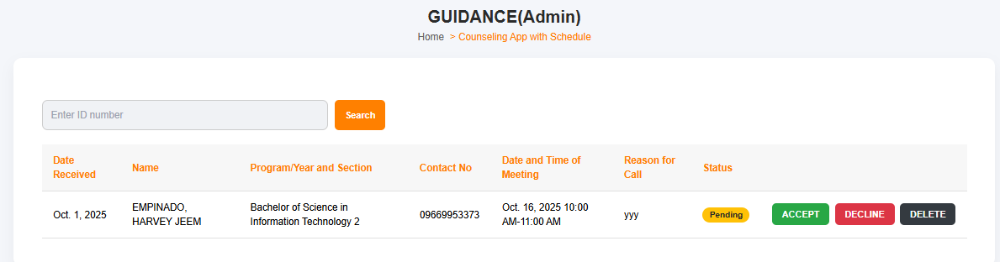 GUIDANCE(Admin)
Home > Counseling App with Schedule
Enter ID number
Search
Date Received
Name
Program/Year and Section
Contact No
Date and Time of Meeting
Reason for Call
Status
Oct. 1, 2025
EMPINADO, HARVEY JEEM
Bachelor of Science in Information Technology 2
09669953373
Oct. 16, 2025 10:00 AM-11:00 AM
yyy
Pending
ACCEPT
DECLINE
DELETE